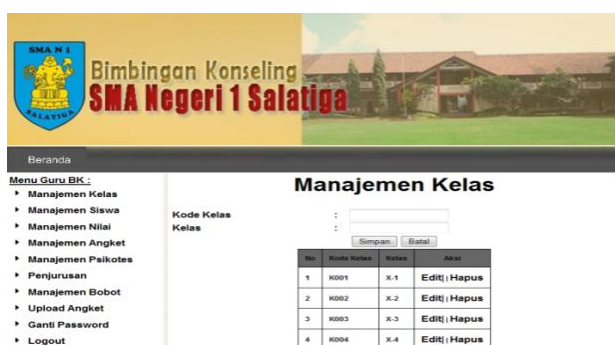 SMA N 1
SALATIGA
Bimbingan Konseling
SMA Negeri 1 Salatiga
Beranda
Menu Guru BK :
Manajemen Kelas
Manajemen Siswa
Manajemen Nilai
Manajemen Angket
Manajemen Psikotes
Penjurusan
Manajemen Bobot
Upload Angket
Ganti Password
Logout
Manajemen Kelas
Kode Kelas :
Kelas :
Simpan Batal
No Kode Kelas Kelas Aksi
1 K001 X-1 Edit| | Hapus
2 K002 X-2 Edit| | Hapus
3 K003 X-3 Edit| | Hapus
4 K004 X-4 Edit| | Hapus